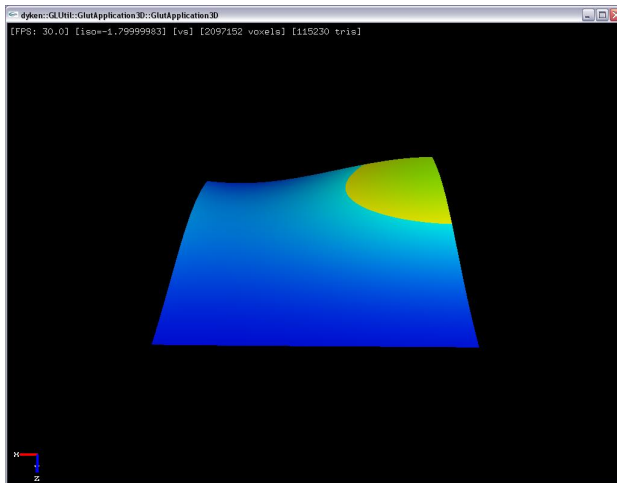 dyken::GLUtil::GlutApplication3D::GlutApplication3D
[FPS: 30.0] [iso=-1.79999983] [vs] [2097152 voxels] [115230 tris]
x
z